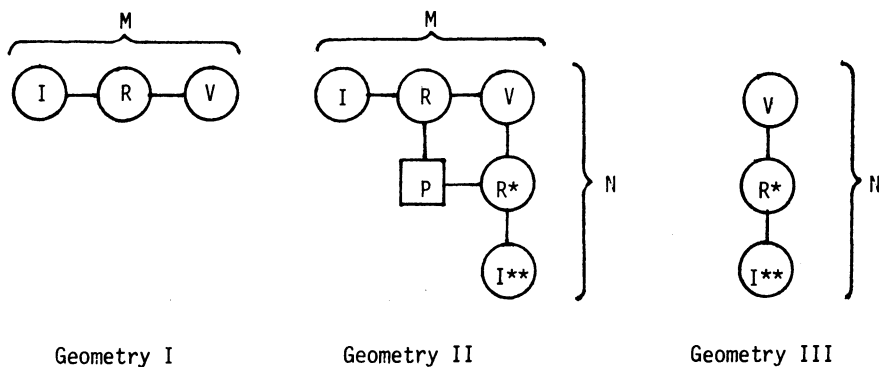 M
I R V
Geometry I
M
I R V
P R*
I**
N
Geometry II
V
R*
I**
N
Geometry III